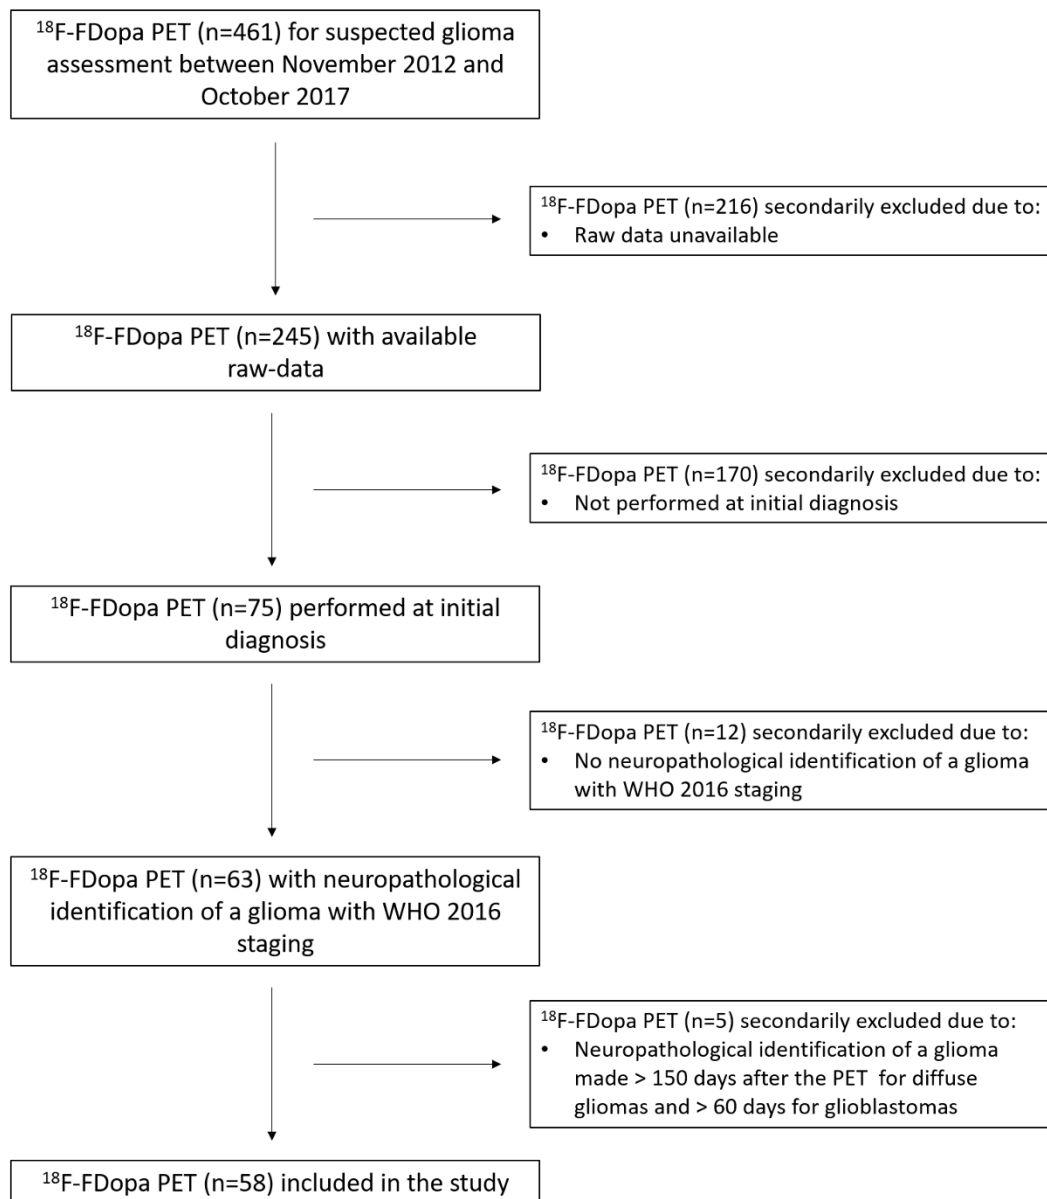 ¹⁸F-FDopa PET (n=461) for suspected glioma
assessment between November 2012 and
October 2017
¹⁸F-FDopa PET (n=216) secondarily excluded due to:
• Raw data unavailable
¹⁸F-FDopa PET (n=245) with available
raw-data
¹⁸F-FDopa PET (n=170) secondarily excluded due to:
• Not performed at initial diagnosis
¹⁸F-FDopa PET (n=75) performed at initial
diagnosis
¹⁸F-FDopa PET (n=12) secondarily excluded due to:
• No neuropathological identification of a glioma
with WHO 2016 staging
¹⁸F-FDopa PET (n=63) with neuropathological
identification of a glioma with WHO 2016
staging
¹⁸F-FDopa PET (n=5) secondarily excluded due to:
• Neuropathological identification of a glioma
made > 150 days after the PET for diffuse
gliomas and > 60 days for glioblastomas
¹⁸F-FDopa PET (n=58) included in the study